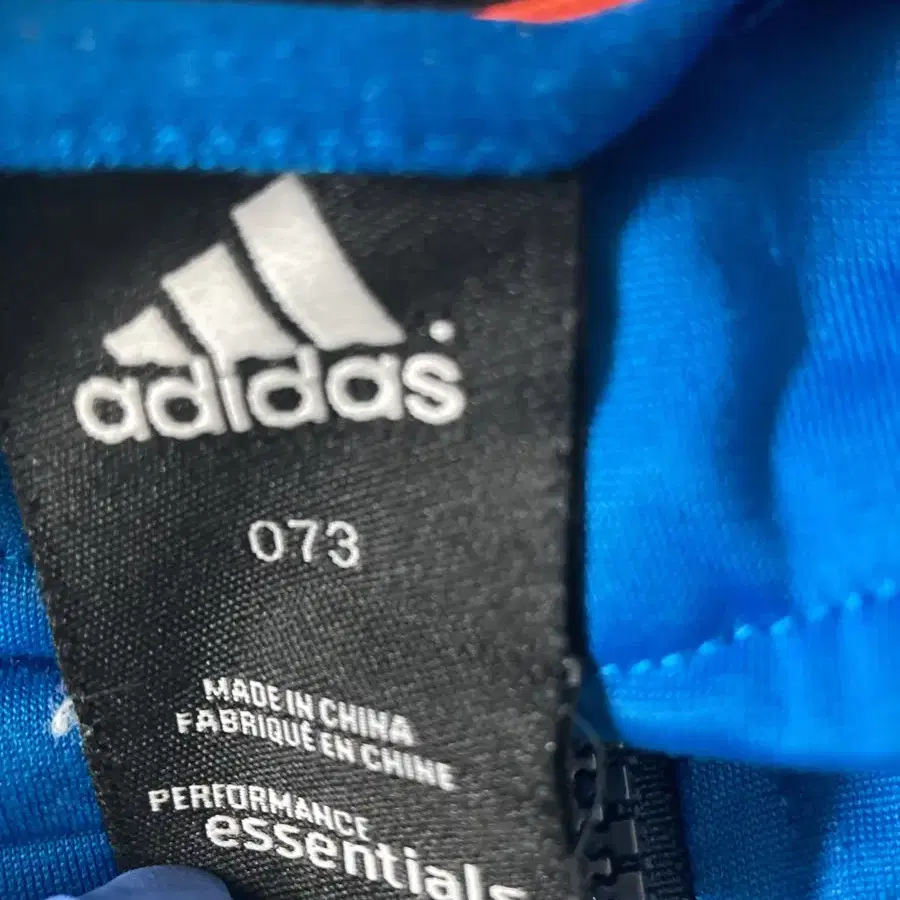 adidas
073
MADE IN CHINA
FABRIQUÉ EN CHINE
PERFORMANCE
essentials